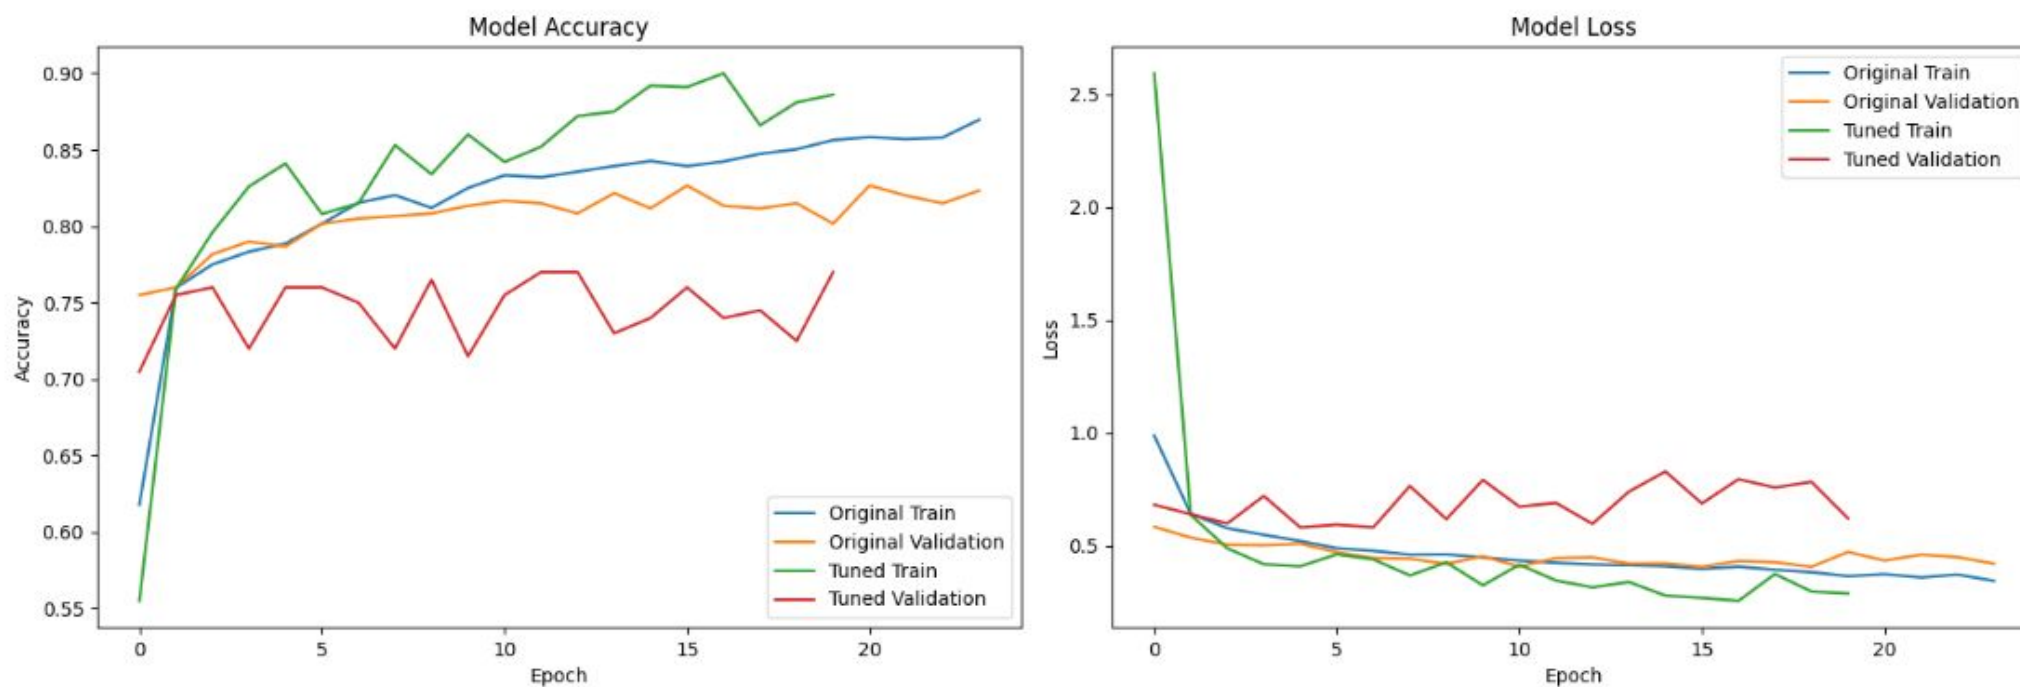 Model Accuracy
0.90
0.85
0.80
0.75
0.70
0.65
0.60
0.55
Accuracy
0
5
10
15
20
Epoch
Original Train
Original Validation
Tuned Train
Tuned Validation
Model Loss
2.5
2.0
1.5
1.0
0.5
Loss
0
5
10
15
20
Epoch
Original Train
Original Validation
Tuned Train
Tuned Validation